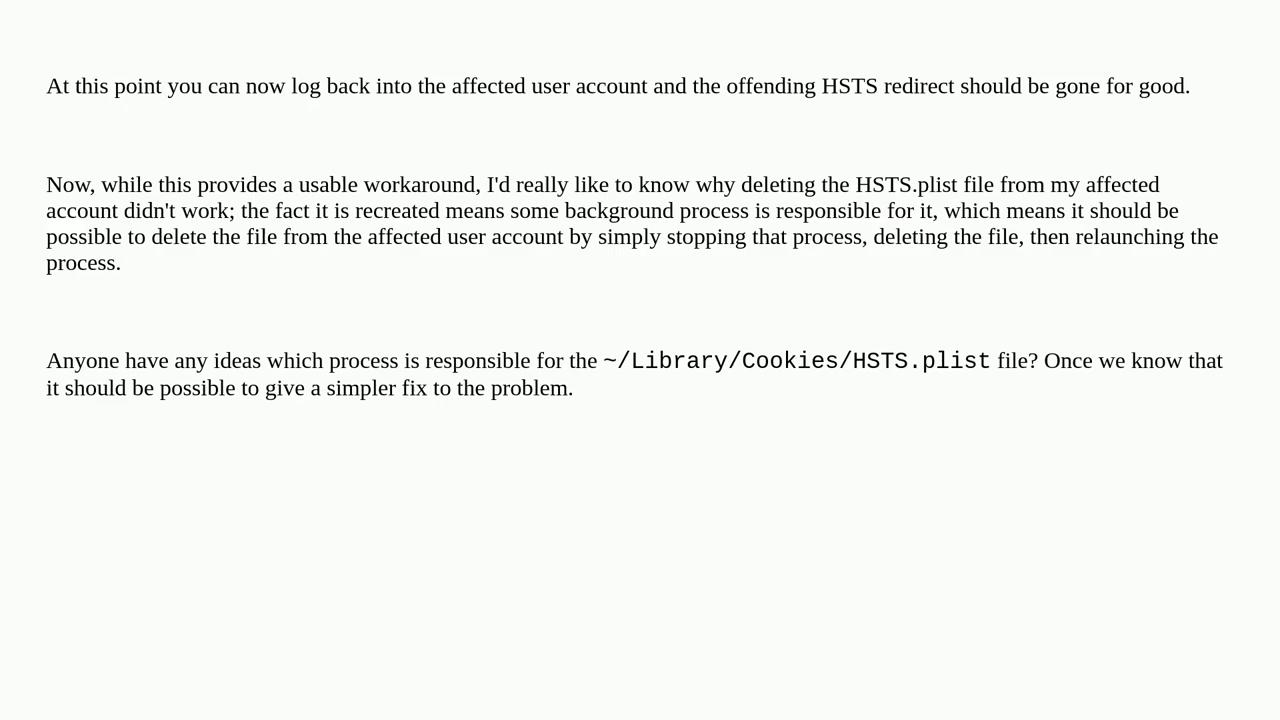 At this point you can now log back into the affected user account and the offending HSTS redirect should be gone for good.
Now, while this provides a usable workaround, I'd really like to know why deleting the HSTS.plist file from my affected
account didn't work; the fact it is recreated means some background process is responsible for it, which means it should be
possible to delete the file from the affected user account by simply stopping that process, deleting the file, then relaunching the
process.
Anyone have any ideas which process is responsible for the ~/Library/Cookies/HSTS.plist file? Once we know that
it should be possible to give a simpler fix to the problem.